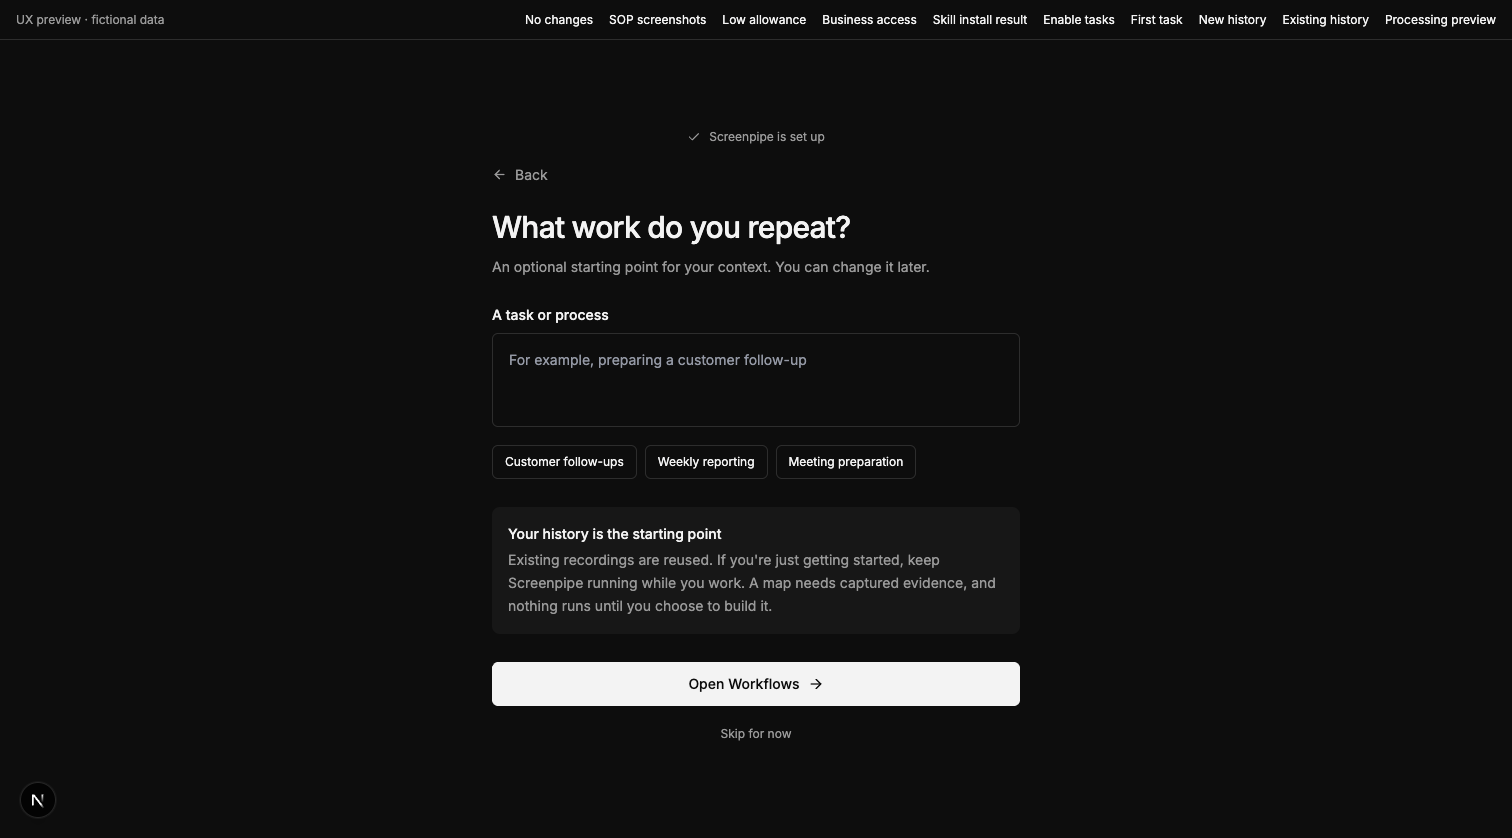 UX preview · fictional data
No changes SOP screenshots Low allowance Business access Skill install result Enable tasks First task New history Existing history Processing preview
Screenpipe is set up
Back
What work do you repeat?
An optional starting point for your context. You can change it later.
A task or process
For example, preparing a customer follow-up
Customer follow-ups Weekly reporting Meeting preparation
Your history is the starting point
Existing recordings are reused. If you're just getting started, keep
Screenpipe running while you work. A map needs captured evidence, and
nothing runs until you choose to build it.
Open Workflows
Skip for now
N